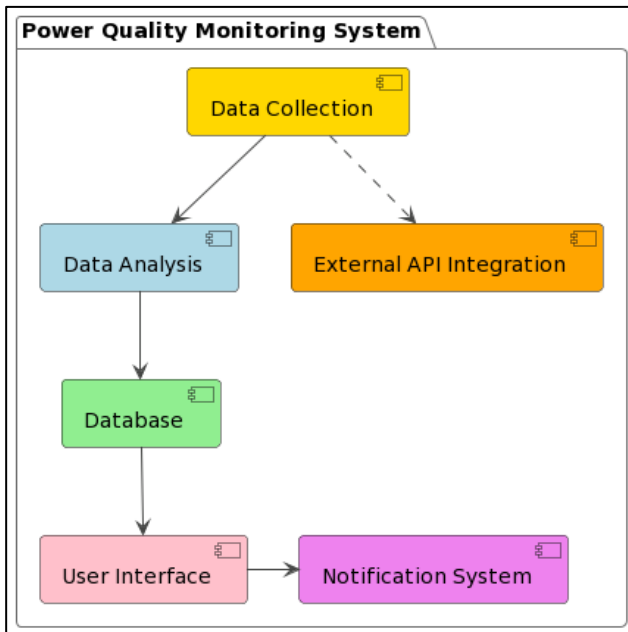 Power Quality Monitoring System
Data Collection
Data Analysis
External API Integration
Database
User Interface
Notification System